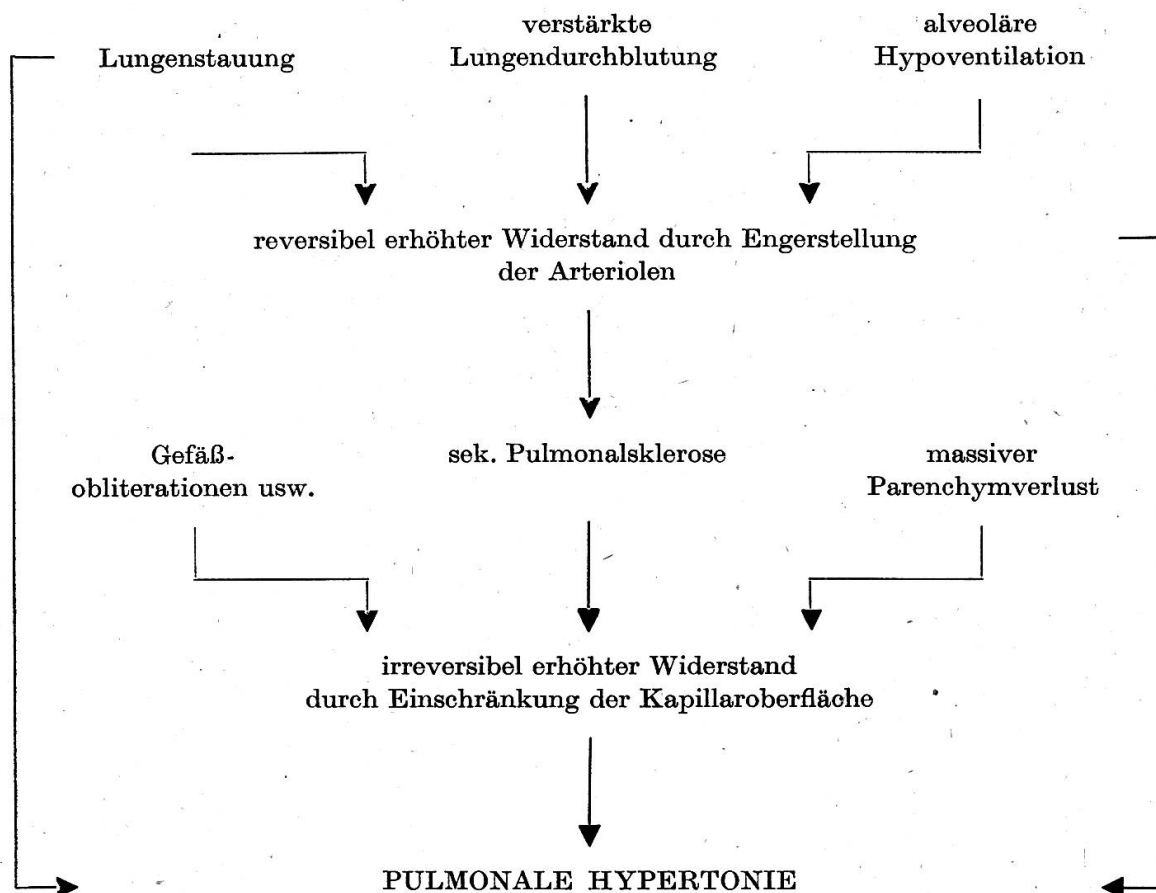 Lungenstauung
verstärkte
Lungendurchblutung
alveoläre
Hypoventilation
reversibel erhöhter Widerstand durch Engerstellung
der Arteriolen
Gefäß-
obliterationen usw.
sek. Pulmonalsklerose
massiver
Parenchymverlust
irreversibel erhöhter Widerstand
durch Einschränkung der Kapillaroberfläche
PULMONALE HYPERTONIE